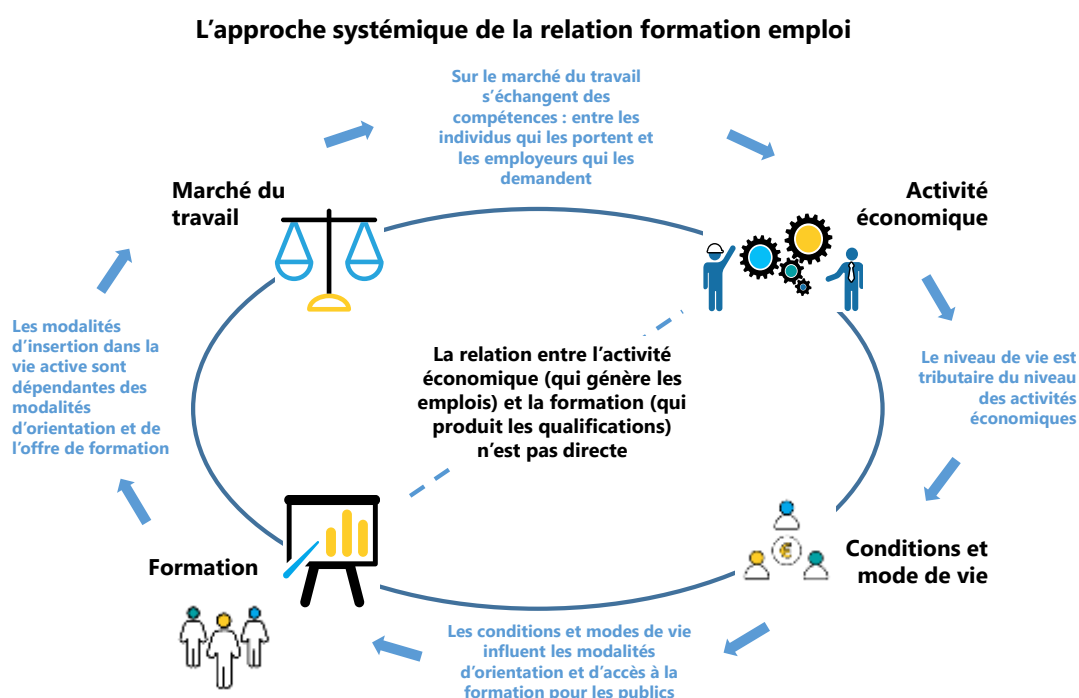 L’approche systémique de la relation formation emploi
Sur le marché du travail
s’échangent des
compétences : entre les
individus qui les portent et
les employeurs qui les
demandent
Marché du
travail
Activité
économique
Les modalités
d’insertion dans la
vie active sont
dépendantes des
modalités
d’orientation et de
l’offre de formation
La relation entre l’activité
économique (qui génère les
emplois) et la formation (qui
produit les qualifications)
n’est pas directe
Le niveau de vie est
tributaire du niveau
des activités
économiques
Formation
€
Conditions et
mode de vie
Les conditions et modes de vie
influent les modalités
d’orientation et d’accès à la
formation pour les publics